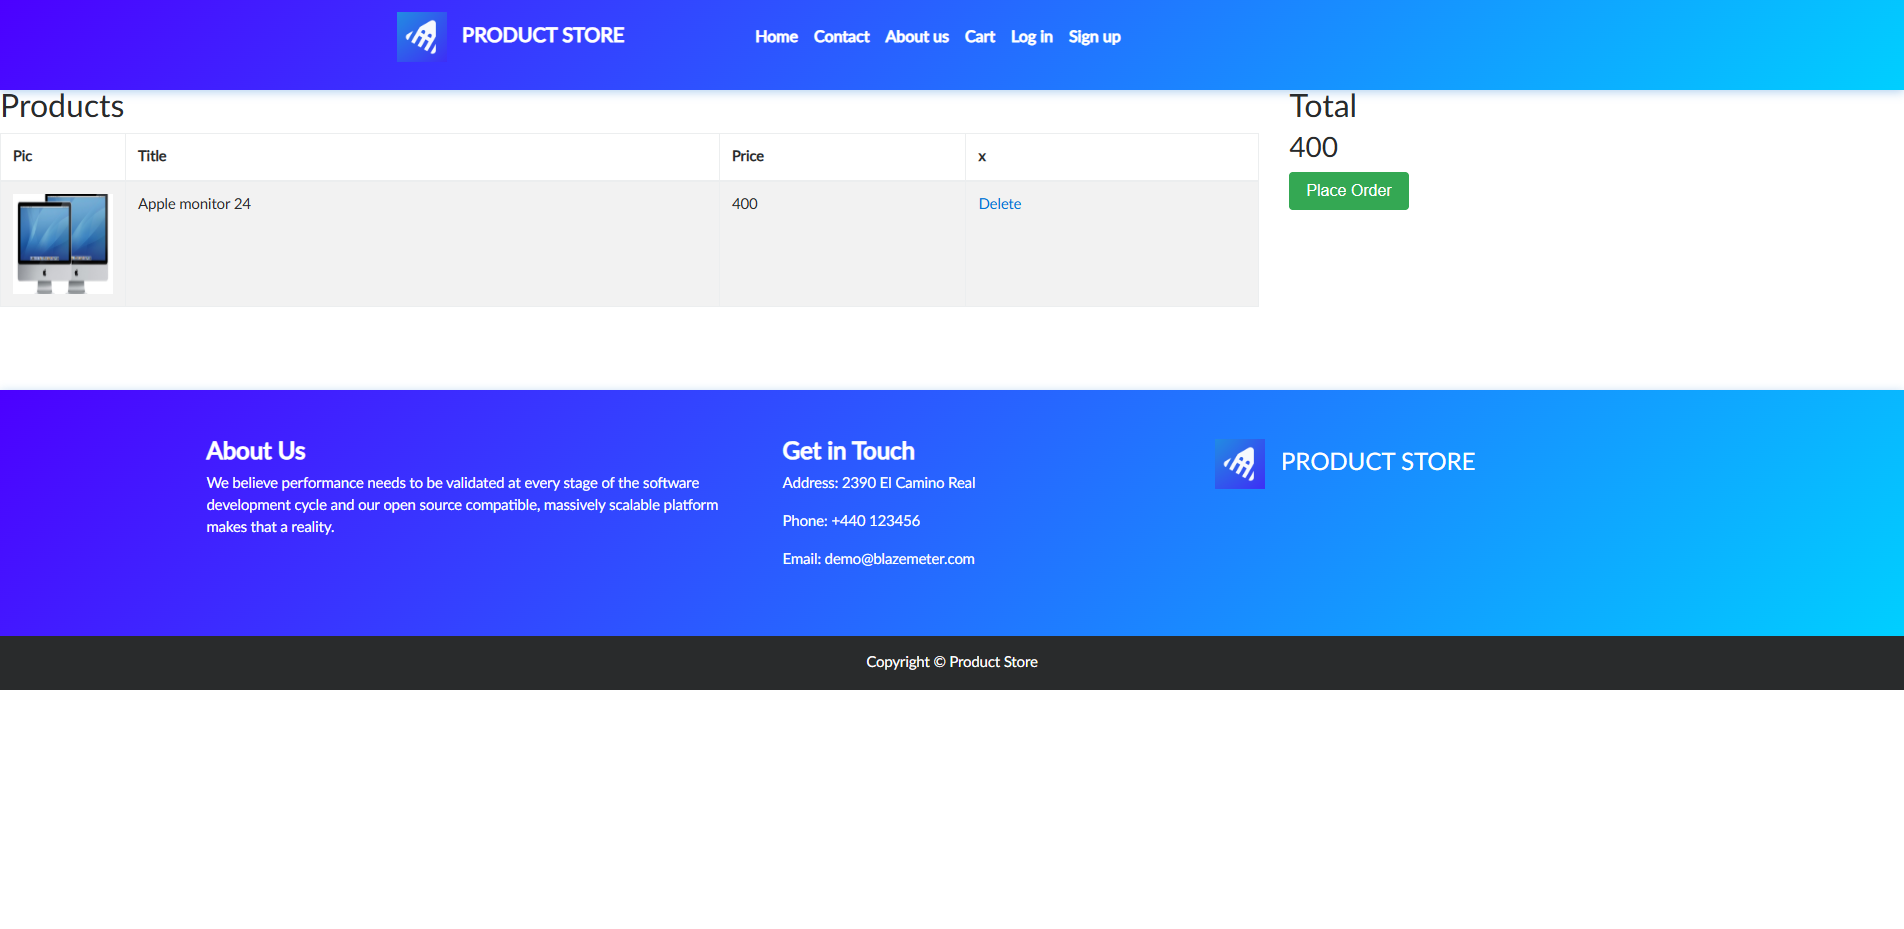 PRODUCT STORE
Home Contact About us Cart Log in Sign up
Products
Pic Title Price x
Apple monitor 24 400 Delete
Total
400
Place Order
About Us
We believe performance needs to be validated at every stage of the software
development cycle and our open source compatible, massively scalable platform
makes that a reality.
Get in Touch
Address: 2390 El Camino Real
Phone: +440 123456
Email: demo@blazemeter.com
PRODUCT STORE
Copyright © Product Store